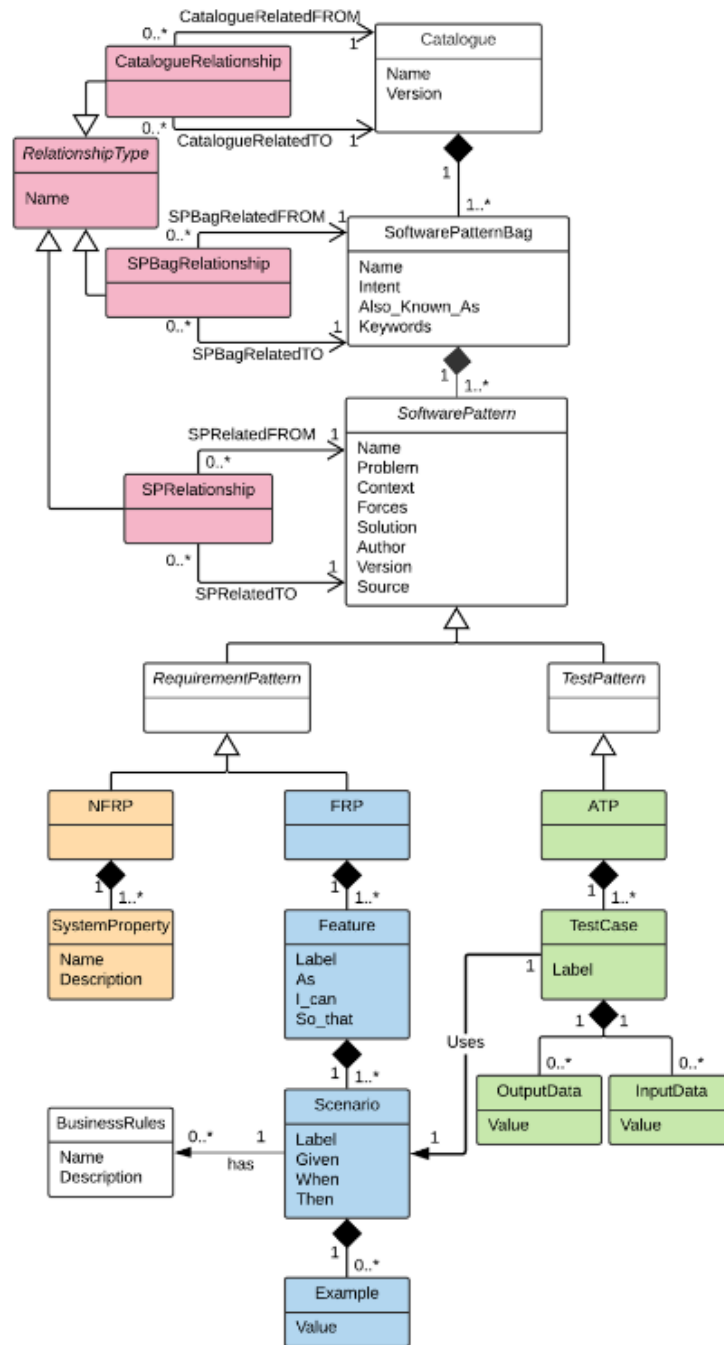 CatalogueRelatedFROM
0..*
1
Catalogue
CatalogueRelationship
Name
Version
0..*
CatalogueRelatedTO
1
RelationshipType
Name
1
1..*
SPBagRelatedFROM
1
0..*
SoftwarePatternBag
SPBagRelationship
Name
Intent
Also_Known_As
Keywords
0..*
1
SPBagRelatedTO
1
1..*
SoftwarePattern
SPRelatedFROM
1
0..*
Name
Problem
Context
Forces
Solution
Author
Version
Source
SPRelationship
0..*
1
SPRelatedTO
RequirementPattern
TestPattern
NFRP
FRP
ATP
1
1..*
1
1..*
1
1..*
SystemProperty
Name
Description
Feature
Label
As
I_can
So_that
TestCase
Label
1
Uses
1
1
1
1..*
0..*
0..*
OutputData
Value
InputData
Value
BusinessRules
Name
Description
0..*
1
has
Scenario
Label
Given
When
Then
1
1
0..*
Example
Value